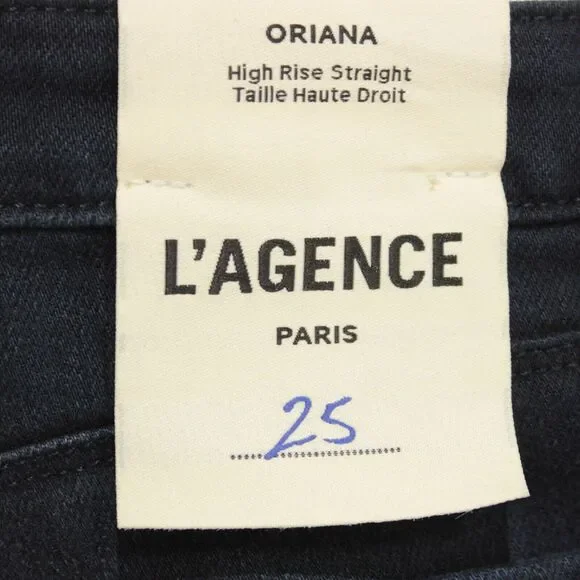 ORIANA
High Rise Straight
Taille Haute Droit
L'AGENCE
PARIS
25